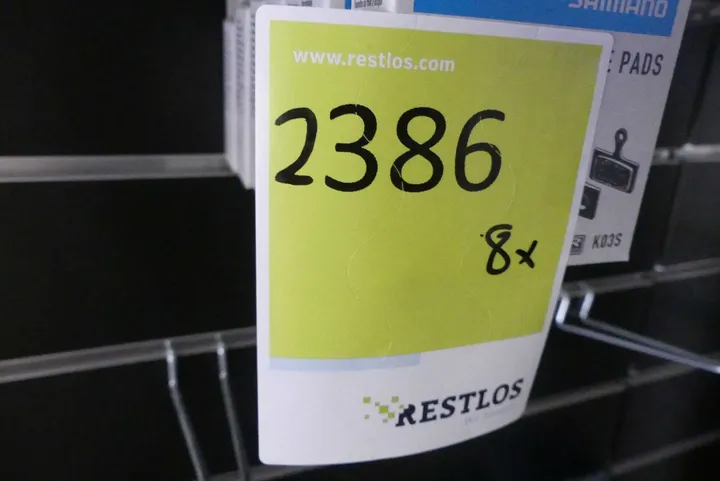 SHIMANO
E PADS
K03S
www.restlos.com
2386
8x
RESTLOS